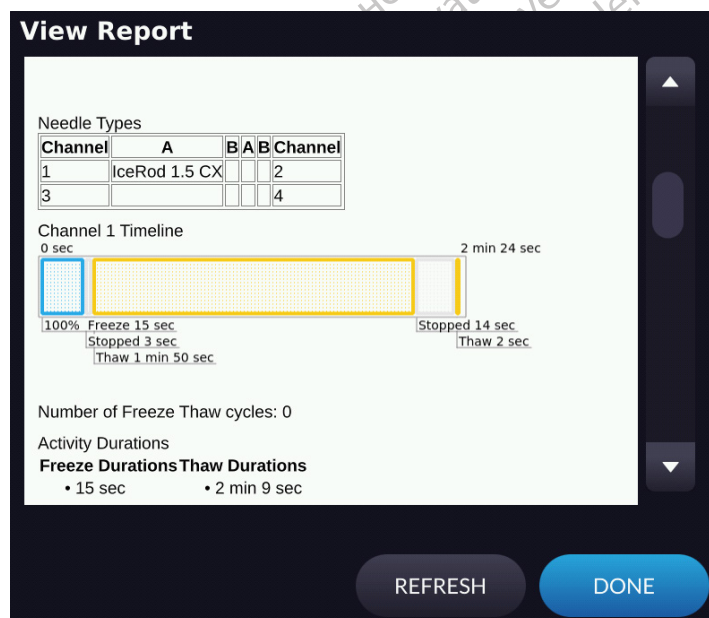 View Report
Needle Types
Channel A B A B Channel
1 IceRod 1.5 CX 2
3 4
Channel 1 Timeline
0 sec 2 min 24 sec
100% Freeze 15 sec Stopped 14 sec
Stopped 3 sec Thaw 2 sec
Thaw 1 min 50 sec
Number of Freeze Thaw cycles: 0
Activity Durations
Freeze Durations Thaw Durations
• 15 sec • 2 min 9 sec
REFRESH DONE